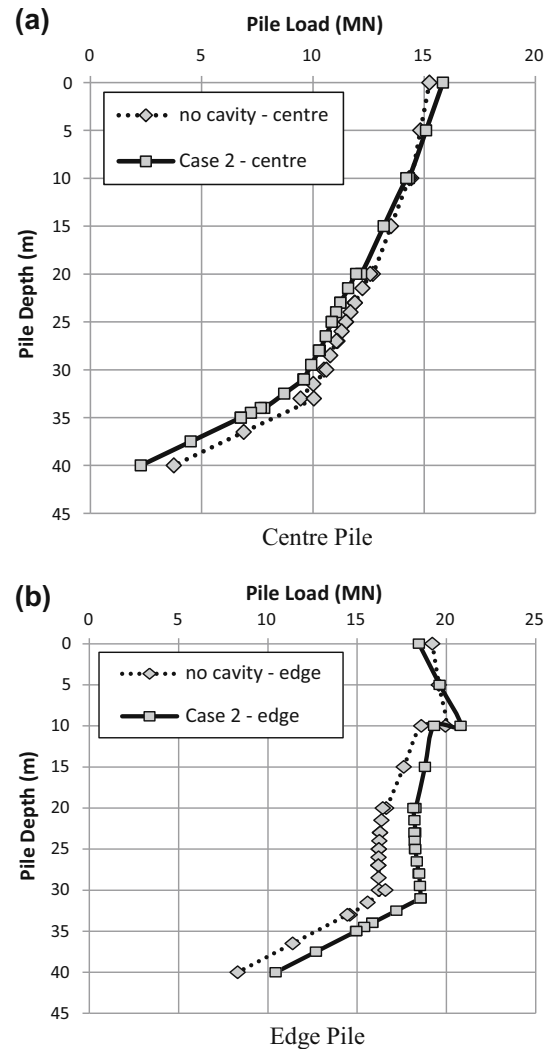 (a)
Pile Load (MN)
0 5 10 15 20
0
5
10
15
20
25
30
35
40
45
Pile Depth (m)
no cavity - centre
Case 2 - centre
Centre Pile
(b)
Pile Load (MN)
0 5 10 15 20 25
0
5
10
15
20
25
30
35
40
45
Pile Depth (m)
no cavity - edge
Case 2 - edge
Edge Pile